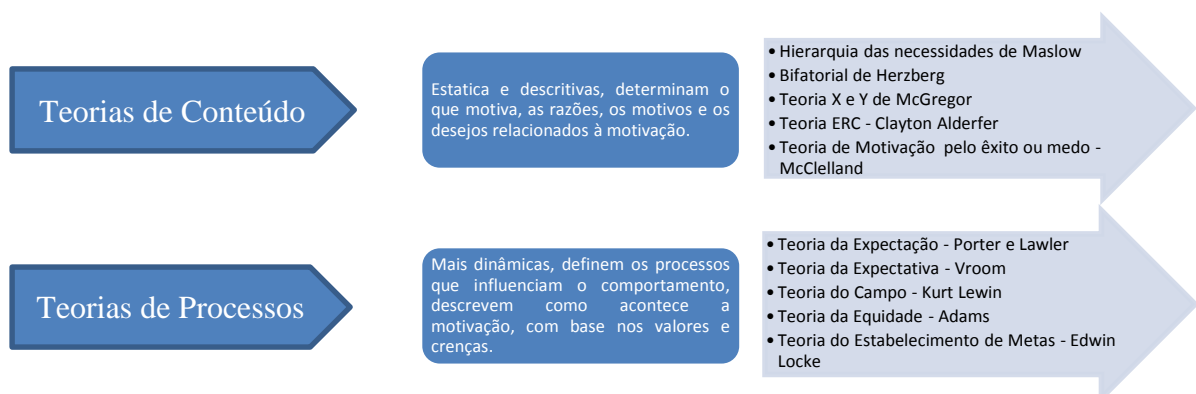 Teorias de Conteúdo
Estatica e descritivas, determinam o
que motiva, as razões, os motivos e os
desejos relacionados à motivação.
• Hierarquia das necessidades de Maslow
• Bifatorial de Herzberg
• Teoria X e Y de McGregor
• Teoria ERC - Clayton Alderfer
• Teoria de Motivação pelo êxito ou medo -
McClelland
Teorias de Processos
Mais dinâmicas, definem os processos
que influenciam o comportamento,
descrevem como acontece a
motivação, com base nos valores e
crenças.
• Teoria da Expectação - Porter e Lawler
• Teoria da Expectativa - Vroom
• Teoria do Campo - Kurt Lewin
• Teoria da Equidade - Adams
• Teoria do Estabelecimento de Metas - Edwin
Locke